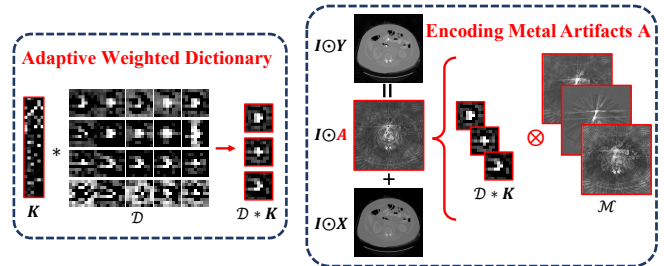 Adaptive Weighted Dictionary
K
*
𝒟
𝒟 * K
Encoding Metal Artifacts A
I⊙Y
=
I⊙A
+
I⊙X
𝒟 * K
⊗
ℳ